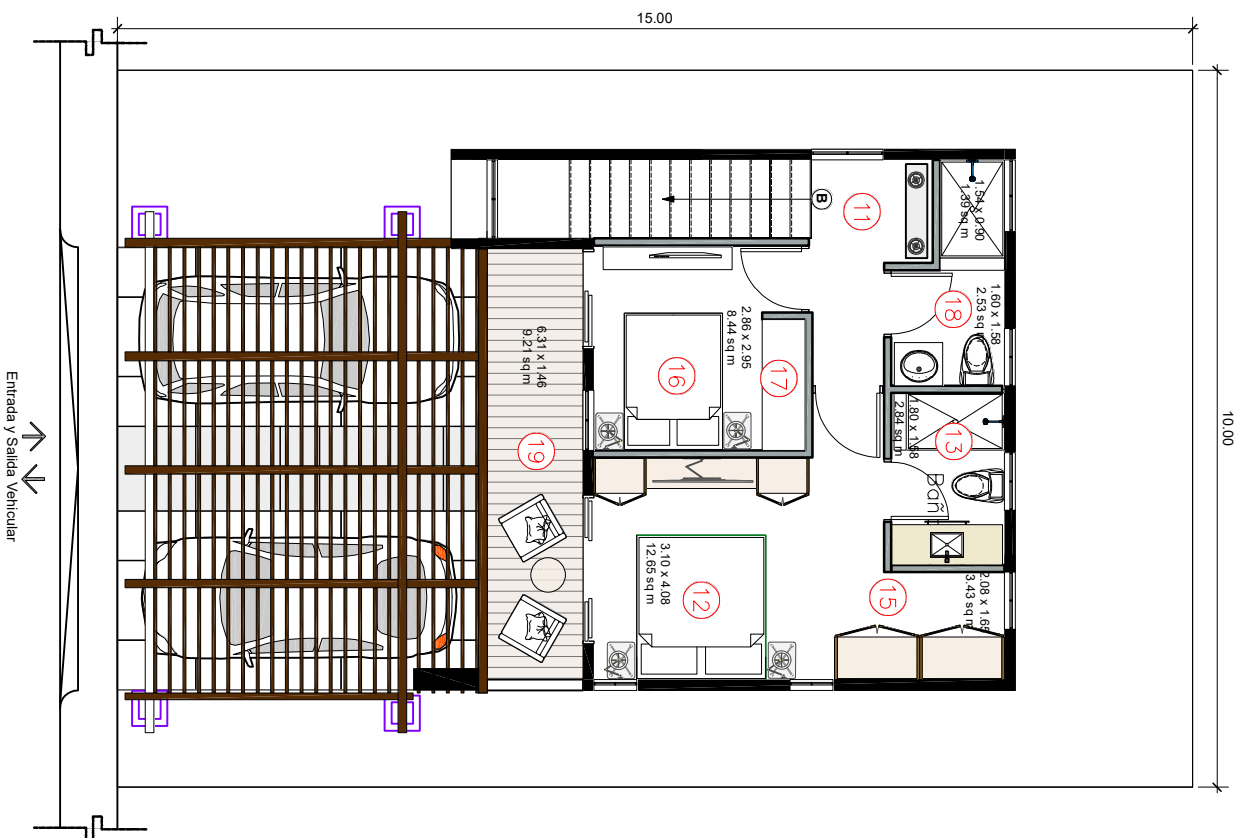 15.00
10.00
B
11
1.54 x 0.90
1.39 sq m
1.60 x 1.58
2.53 sq m
18
2.86 x 2.95
8.44 sq m
16
17
1.80 x 1.58
2.84 sq m
13
Bañ
6.31 x 1.46
9.21 sq m
19
3.10 x 4.08
12.65 sq m
12
15
2.08 x 1.65
3.43 sq m
Entrada y Salida Vehicular